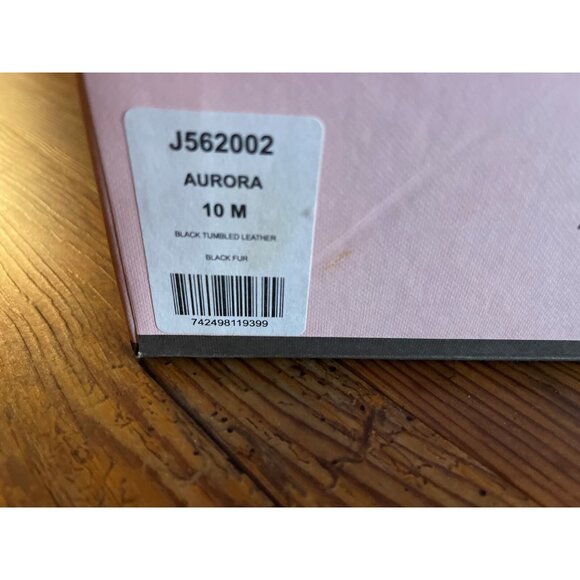 J562002
AURORA
10 M
BLACK TUMBLED LEATHER
BLACK FUR
742498119399